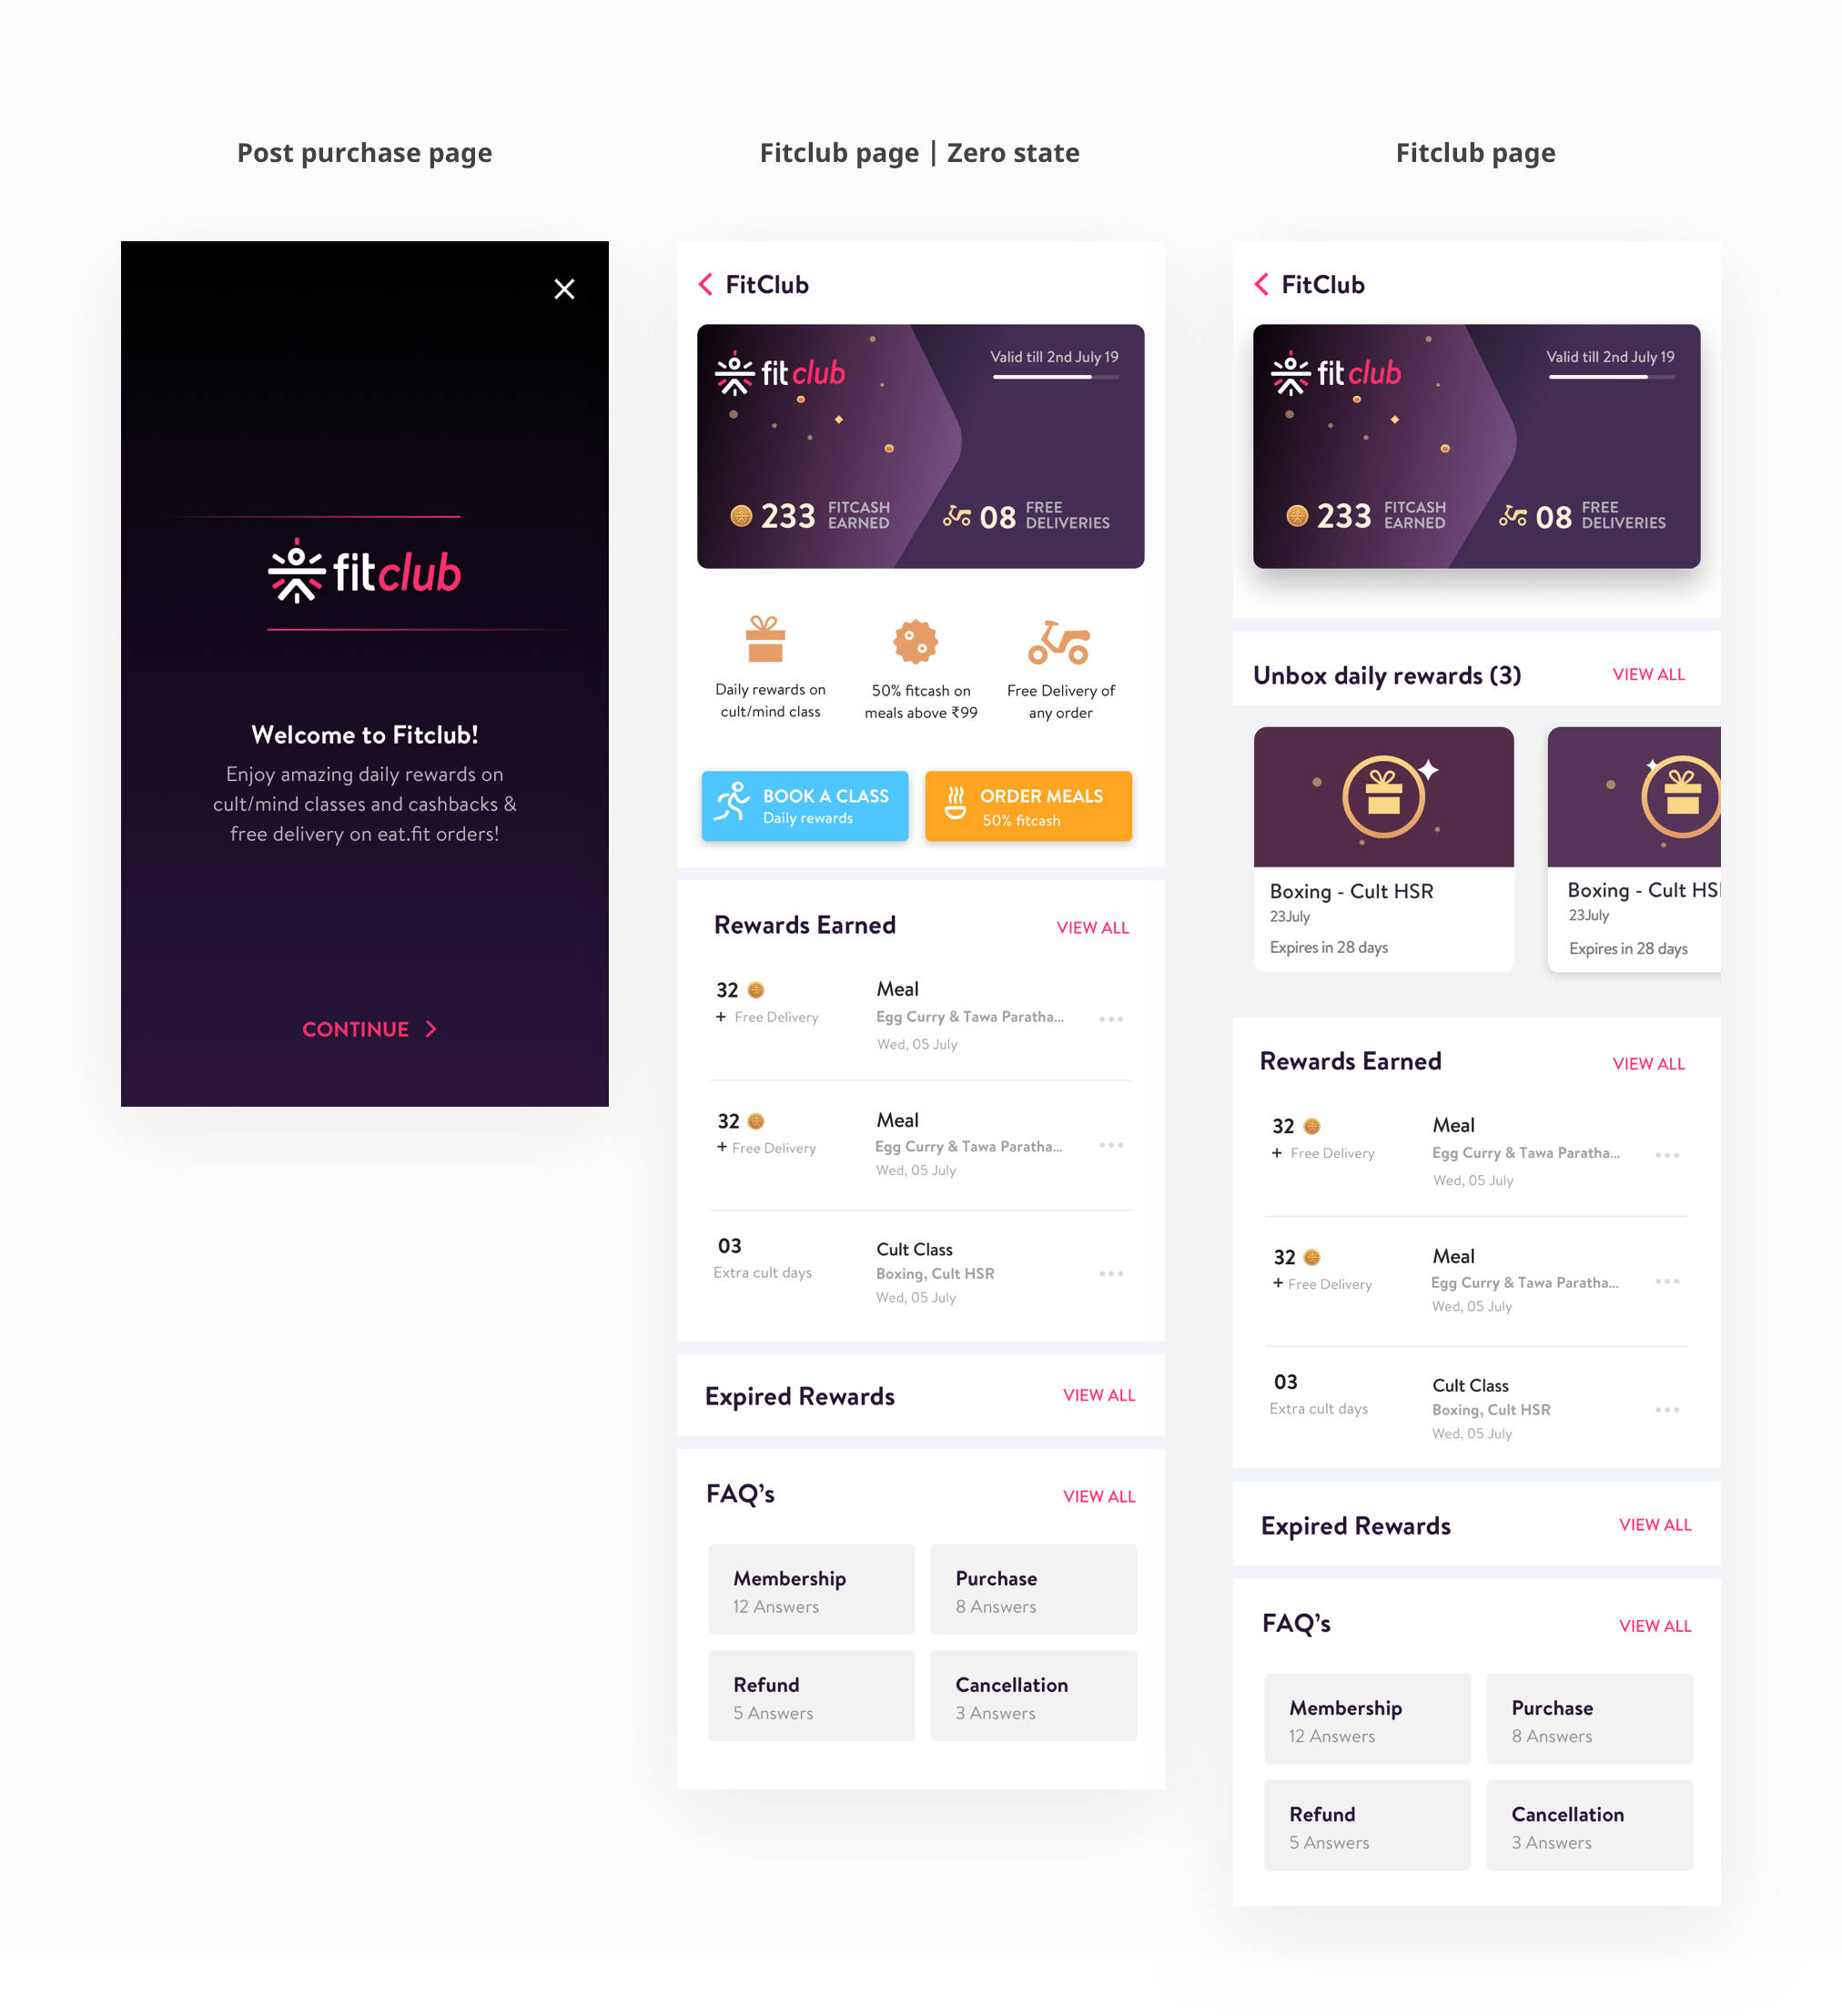 Post purchase page
fitclub
Welcome to Fitclub!
Enjoy amazing daily rewards on
cult/mind classes and cashbacks &
free delivery on eat.fit orders!
CONTINUE
Fitclub page | Zero state
FitClub
fitclub
Valid till 2nd July 19
233 FITCASH EARNED
08 FREE DELIVERIES
Daily rewards on
cult/mind class
50% fitcash on
meals above ₹99
Free Delivery of
any order
BOOK A CLASS
Daily rewards
ORDER MEALS
50% fitcash
Rewards Earned
VIEW ALL
32
+ Free Delivery
Meal
Egg Curry & Tawa Paratha...
Wed, 05 July
32
+ Free Delivery
Meal
Egg Curry & Tawa Paratha...
Wed, 05 July
03
Extra cult days
Cult Class
Boxing, Cult HSR
Wed, 05 July
Expired Rewards
VIEW ALL
FAQ’s
VIEW ALL
Membership
12 Answers
Purchase
8 Answers
Refund
5 Answers
Cancellation
3 Answers
Fitclub page
FitClub
fitclub
Valid till 2nd July 19
233 FITCASH EARNED
08 FREE DELIVERIES
Unbox daily rewards (3)
VIEW ALL
Boxing - Cult HSR
23July
Expires in 28 days
Boxing - Cult HS
23July
Expires in 28 days
Rewards Earned
VIEW ALL
32
+ Free Delivery
Meal
Egg Curry & Tawa Paratha...
Wed, 05 July
32
+ Free Delivery
Meal
Egg Curry & Tawa Paratha...
Wed, 05 July
03
Extra cult days
Cult Class
Boxing, Cult HSR
Wed, 05 July
Expired Rewards
VIEW ALL
FAQ’s
VIEW ALL
Membership
12 Answers
Purchase
8 Answers
Refund
5 Answers
Cancellation
3 Answers